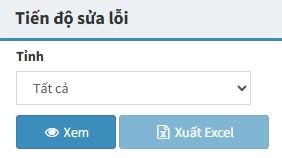 Tiến độ sửa lỗi
Tỉnh
Tất cả
Xem
Xuất Excel